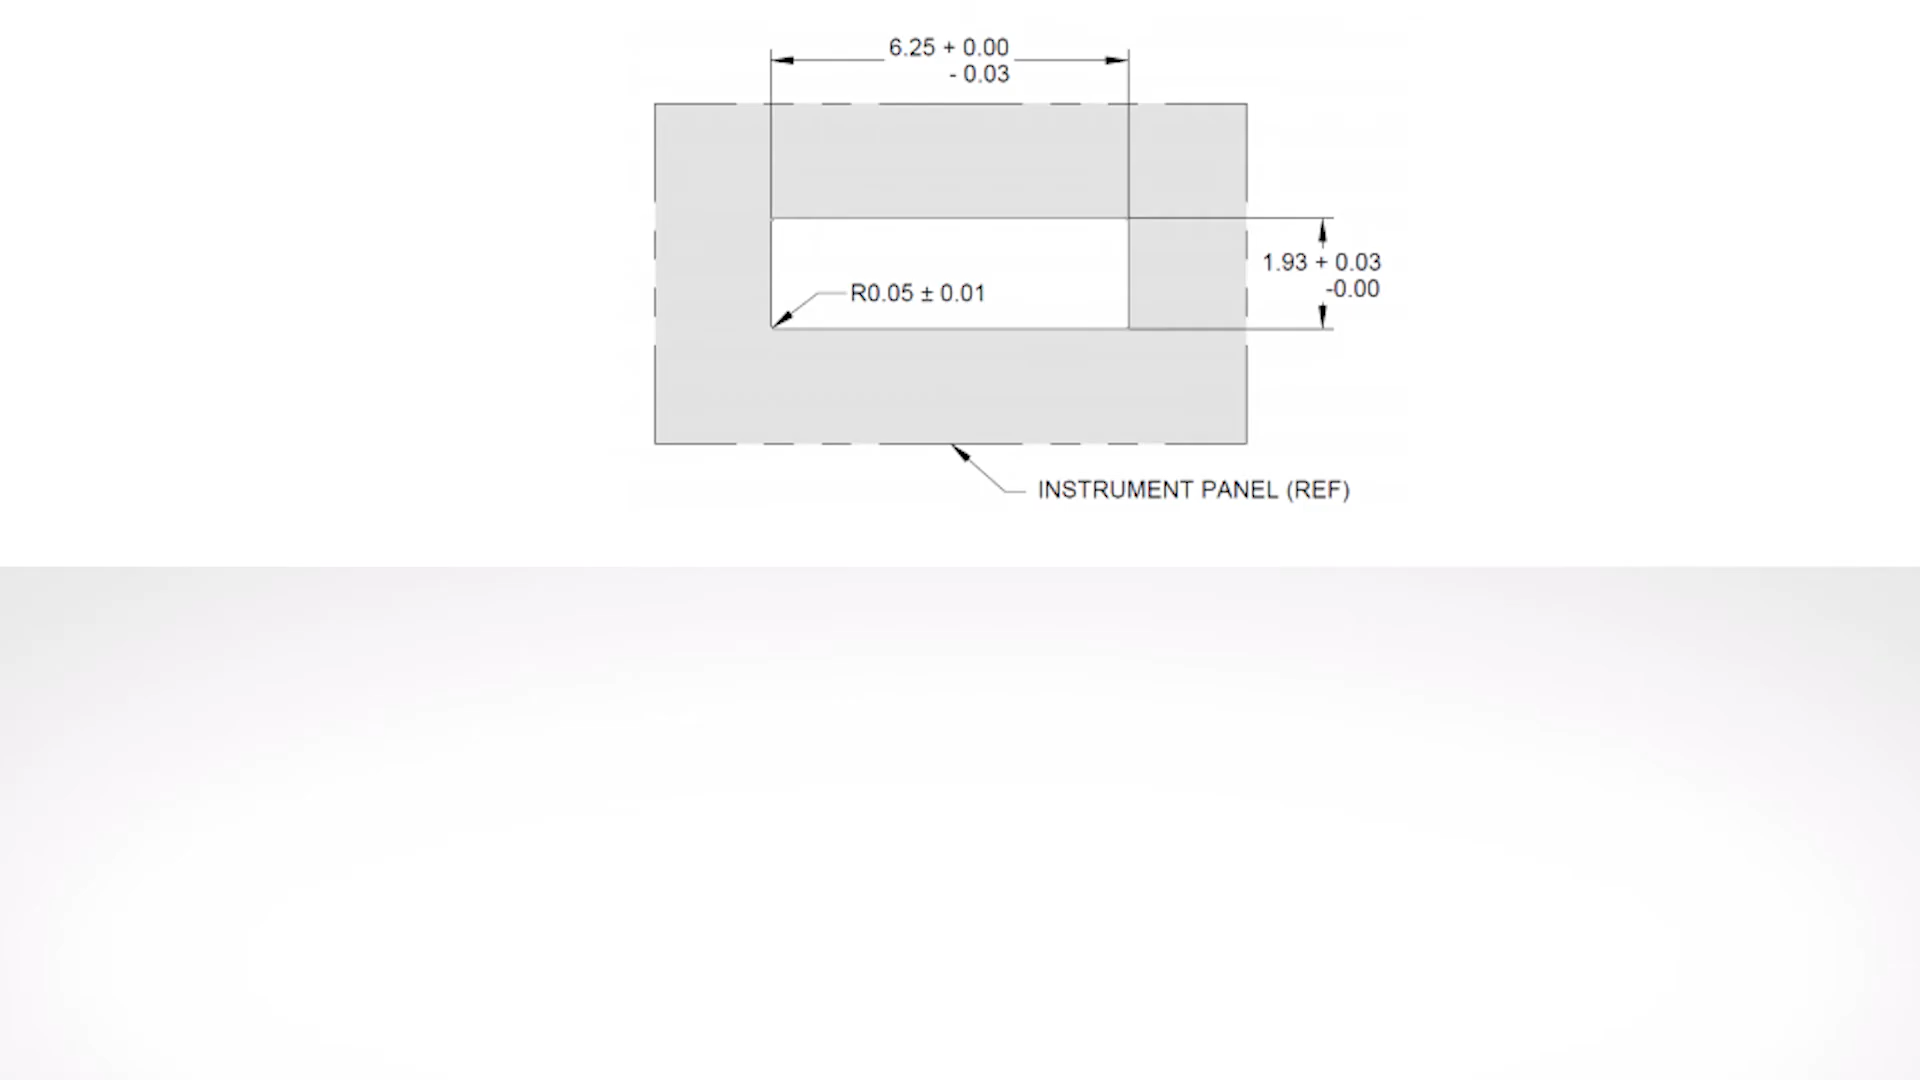 6.25 + 0.00
- 0.03
1.93 + 0.03
-0.00
R0.05 ± 0.01
INSTRUMENT PANEL (REF)